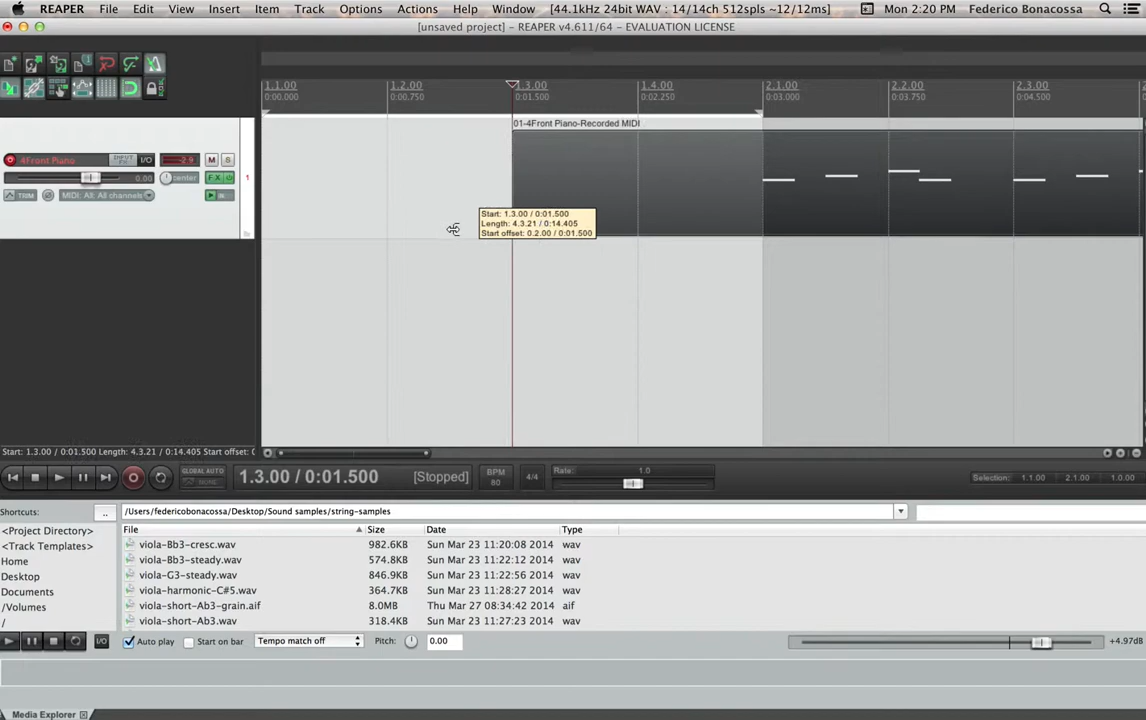 REAPER File Edit View Insert Item Track Options Actions Help Window [44.1kHz 24bit WAV : 14/14ch 512spls ~12/12ms] Mon 2:20 PM Federico Bonacossa
[unsaved project] - REAPER v4.611/64 - EVALUATION LICENSE
1.1.00 1.2.00 1.3.00 1.4.00 2.1.00 2.2.00 2.3.00
0:00.000 0:00.750 0:01.500 0:02.250 0:03.000 0:03.750 0:04.500
01-4Front Piano-Recorded MIDI
4Front Piano INPUT FX I/O -2.9 M S
0.00 center FX 1
TRIM MIDI: All: All channels IN
Start: 1.3.00 / 0:01.500
Length: 4.3.21 / 0:14.405
Start offset: 0.2.00 / 0:01.500
Start: 1.3.00 / 0:01.500 Length: 4.3.21 / 0:14.405 Start offset: 0
GLOBAL AUTO
NONE
1.3.00 / 0:01.500 [Stopped]
BPM
80
4/4
Rate: 1.0
Selection: 1.1.00 2.1.00 1.0.00
Shortcuts: .. /Users/federicobonacossa/Desktop/Sound samples/string-samples
<Project Directory>
<Track Templates>
Home
Desktop
Documents
/Volumes
/
File Size Date Type
viola-Bb3-cresc.wav 982.6KB Sun Mar 23 11:20:08 2014 wav
viola-Bb3-steady.wav 574.8KB Sun Mar 23 11:22:12 2014 wav
viola-G3-steady.wav 846.9KB Sun Mar 23 11:22:56 2014 wav
viola-harmonic-C#5.wav 364.7KB Sun Mar 23 11:28:27 2014 wav
viola-short-Ab3-grain.aif 8.0MB Thu Mar 27 08:34:42 2014 aif
viola-short-Ab3.wav 318.4KB Sun Mar 23 11:27:23 2014 wav
I/O Auto play Start on bar Tempo match off Pitch: 0.00 +4.97dB
Media Explorer